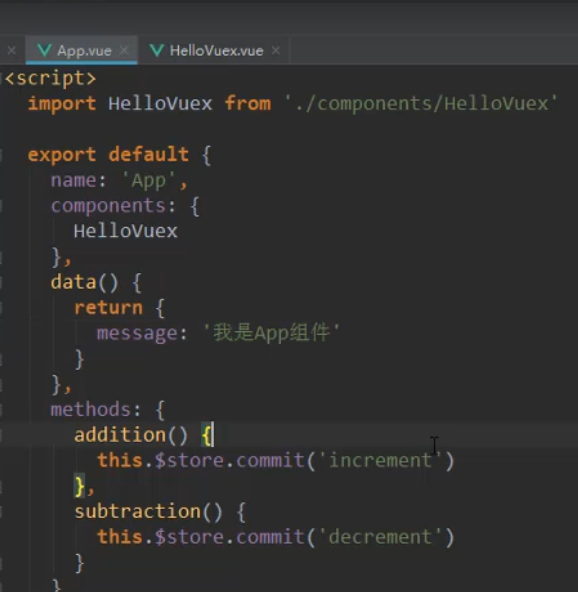 App.vue HelloVuex.vue
<script>
import HelloVuex from './components/HelloVuex'
export default {
name: 'App',
components: {
HelloVuex
},
data() {
return {
message: '我是App组件'
}
},
methods: {
addition() {
this.$store.commit('increment')
},
subtraction() {
this.$store.commit('decrement')
}
}